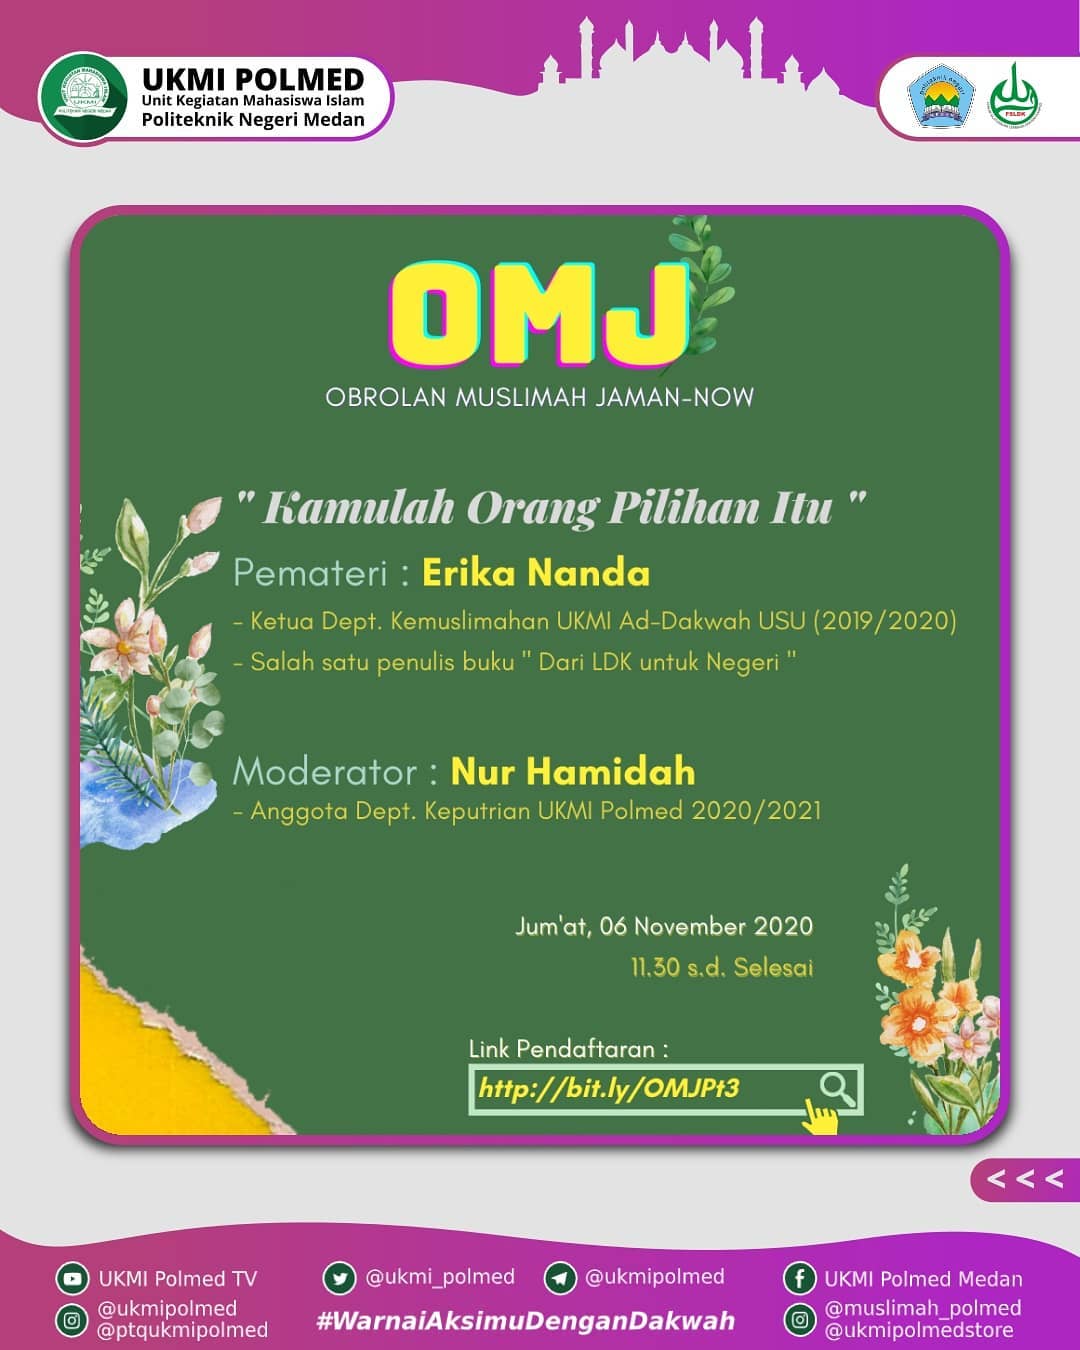 UKMI POLMED
Unit Kegiatan Mahasiswa Islam
Politeknik Negeri Medan
UKMI
FSLDK
OMJ
OBROLAN MUSLIMAH JAMAN-NOW
" Kamulah Orang Pilihan Itu "
Pemateri : Erika Nanda
- Ketua Dept. Kemuslimahan UKMI Ad-Dakwah USU (2019/2020)
- Salah satu penulis buku " Dari LDK untuk Negeri "
Moderator : Nur Hamidah
- Anggota Dept. Keputrian UKMI Polmed 2020/2021
Jum'at, 06 November 2020
11.30 s.d. Selesai
Link Pendaftaran :
http://bit.ly/OMJPt3
< < <
UKMI Polmed TV
@ukmi_polmed
@ukmipolmed
UKMI Polmed Medan
@ukmipolmed
@ptqukmipolmed
#WarnaiAksimuDenganDakwah
@muslimah_polmed
@ukmipolmedstore